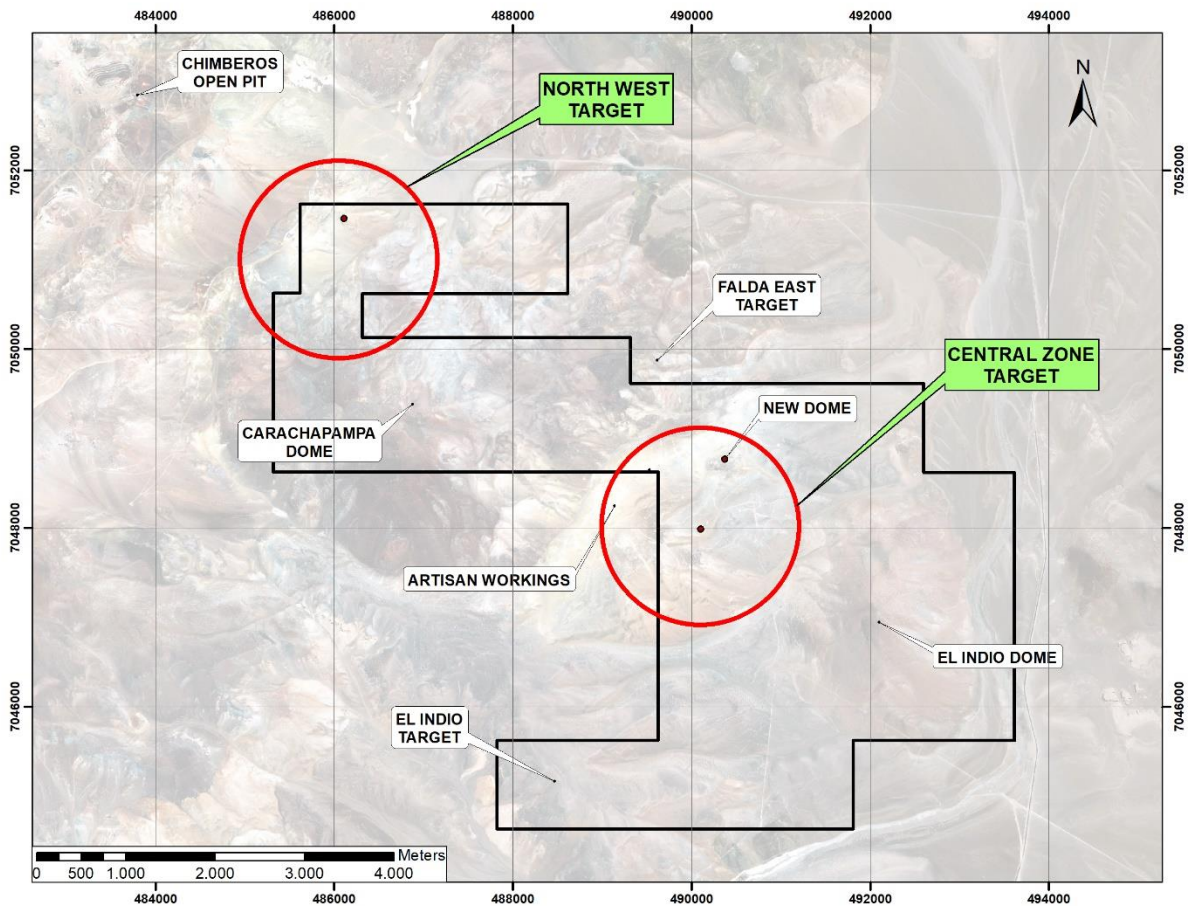 484000 486000 488000 490000 492000 494000
CHIMBEROS
OPEN PIT
NORTH WEST
TARGET
N
7052000
7052000
FALDA EAST
TARGET
7050000
7050000
CENTRAL ZONE
TARGET
NEW DOME
CARACHAPAMPA
DOME
7048000
7048000
ARTISAN WORKINGS
EL INDIO DOME
7046000
7046000
EL INDIO
TARGET
Meters
0 500 1.000 2.000 3.000 4.000
484000 486000 488000 490000 492000 494000